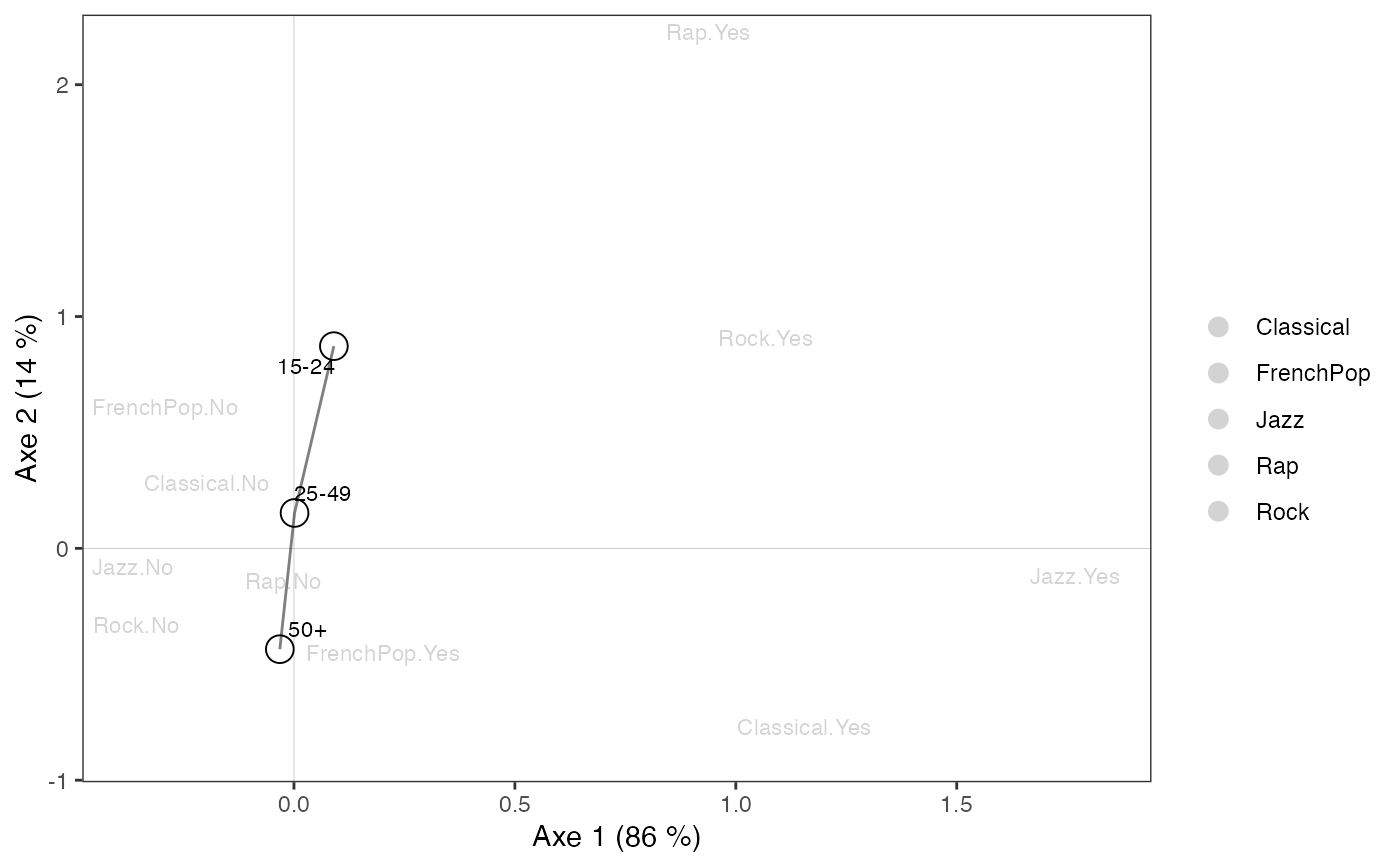 Rap.Yes
2
1
Rock.Yes
Classical
15-24
FrenchPop
FrenchPop.No
Jazz
Axe 2 (14 %)
Rap
Classical.No
25-49
Rock
0
Jazz.No
Rap.No
Jazz.Yes
Rock.No
50+
FrenchPop.Yes
Classical.Yes
-1
0.0
0.5
1.0
1.5
Axe 1 (86 %)